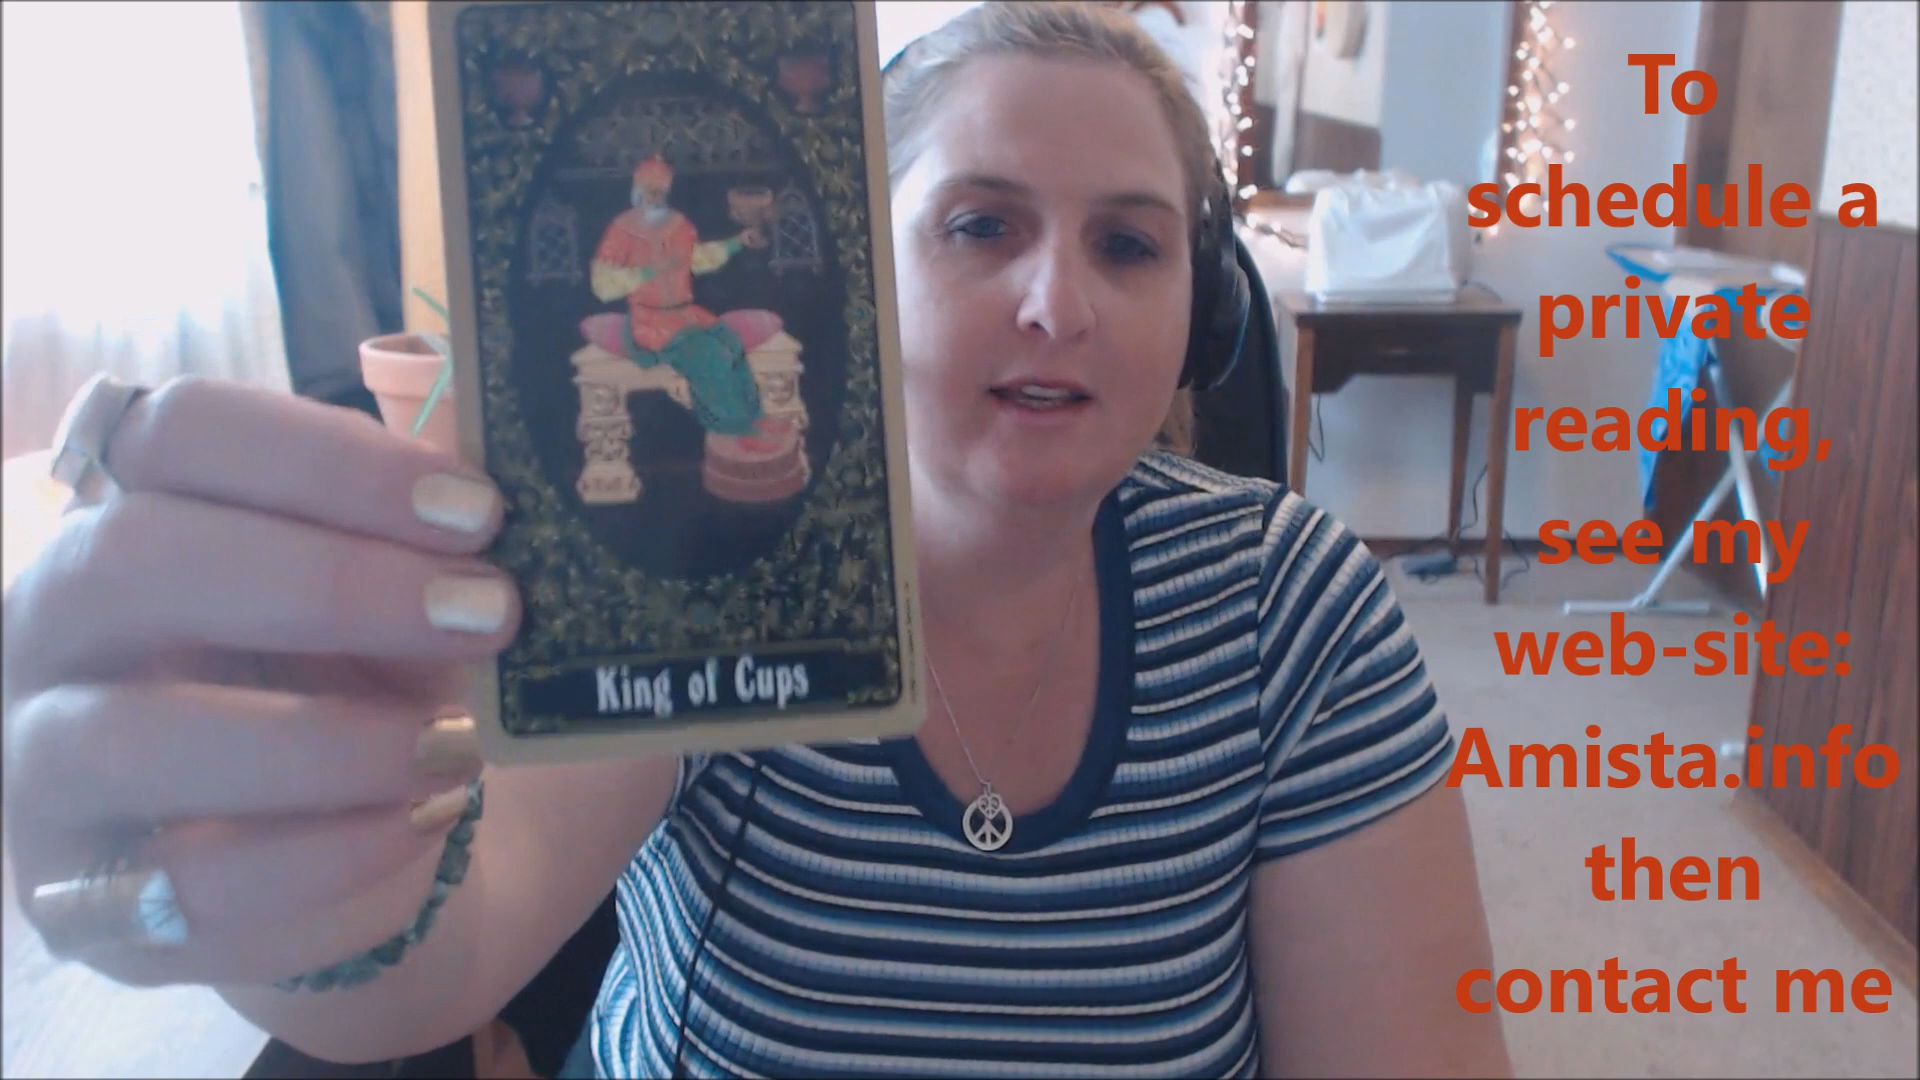 King of Cups
To
schedule a
private
reading,
see my
web-site:
Amista.info
then
contact me